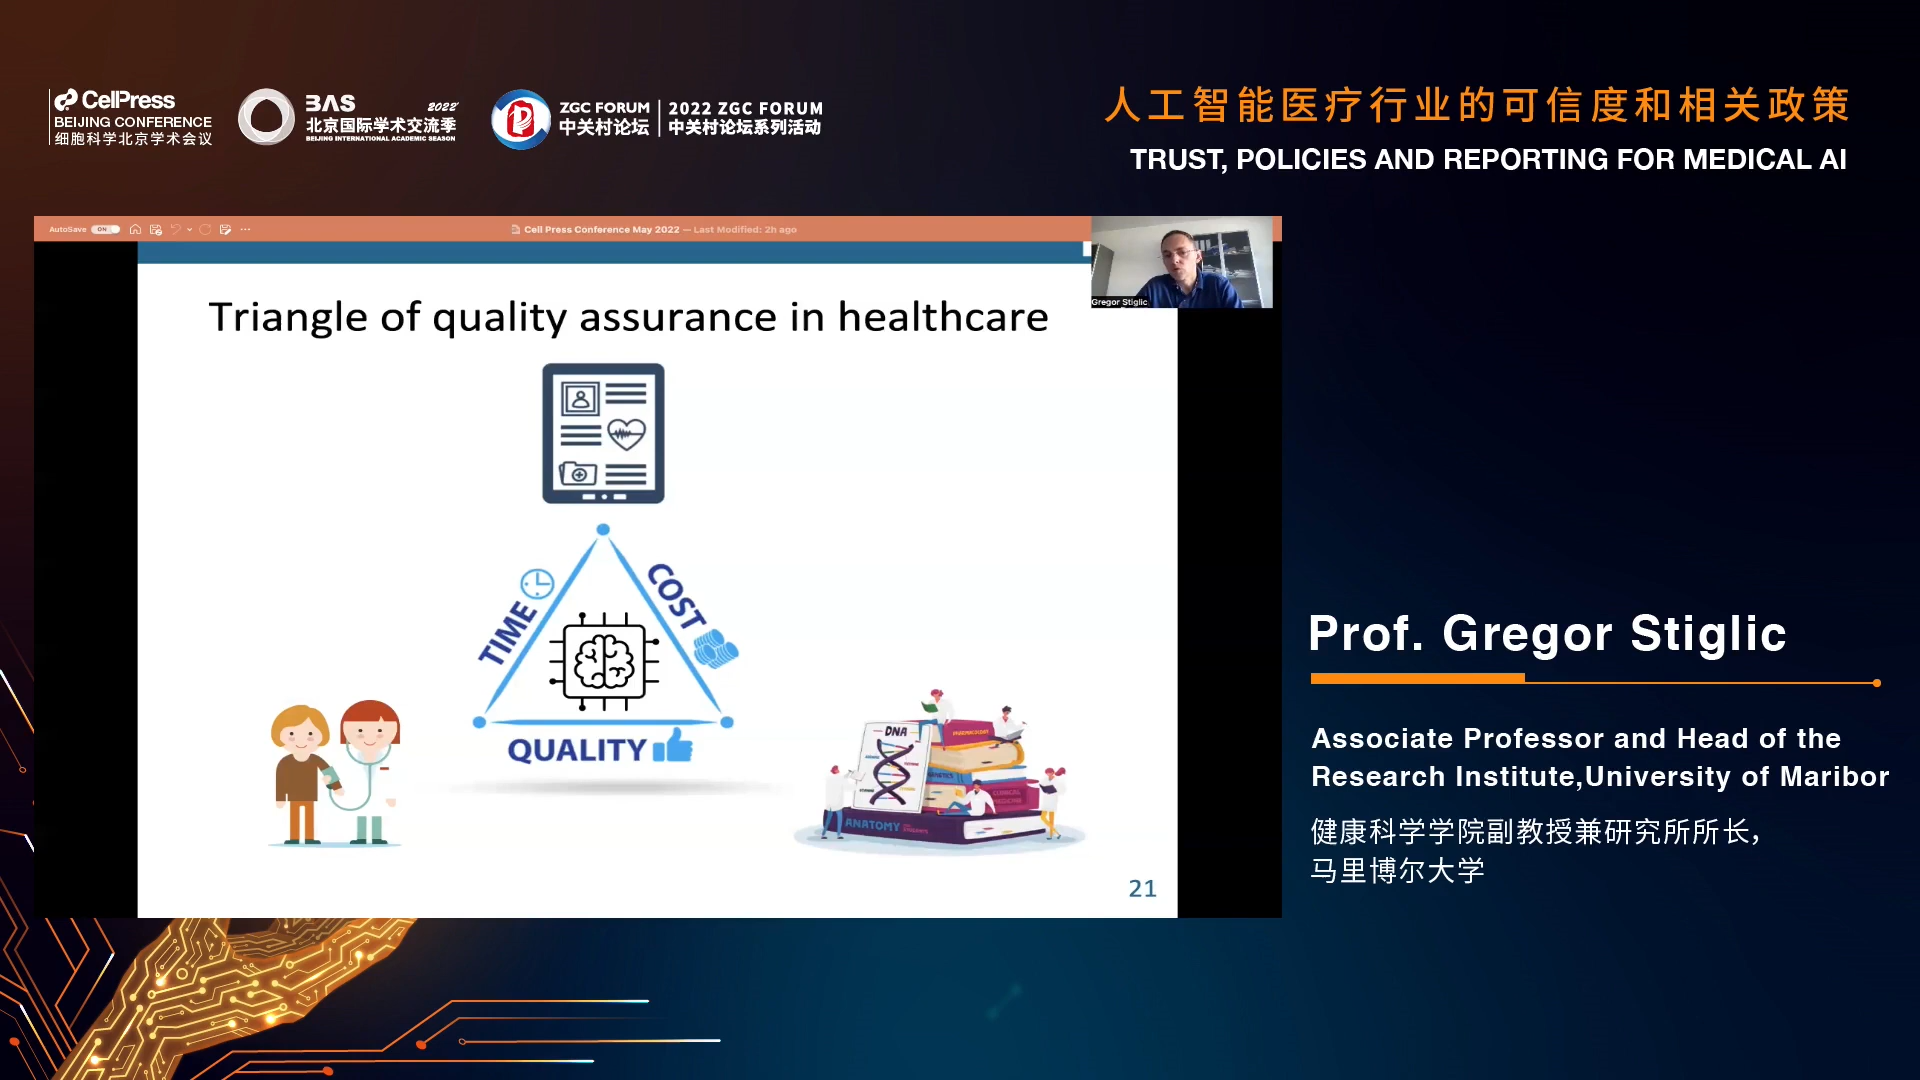 CellPress
BEIJING CONFERENCE
细胞科学北京学术会议
BAS 2022
北京国际学术交流季
BEIJING INTERNATIONAL ACADEMIC SEASON
ZGC FORUM
中关村论坛
2022 ZGC FORUM
中关村论坛系列活动
人工智能医疗行业的可信度和相关政策
TRUST, POLICIES AND REPORTING FOR MEDICAL AI
AutoSave ON
Cell Press Conference May 2022 — Last Modified: 2h ago
Gregor Stiglic
Triangle of quality assurance in healthcare
TIME
COST
QUALITY
DNA
PHARMACOLOGY
GENETICS
CLINICAL
MEDICINE
ANATOMY
21
Prof. Gregor Stiglic
Associate Professor and Head of the
Research Institute,University of Maribor
健康科学学院副教授兼研究所所长，
马里博尔大学